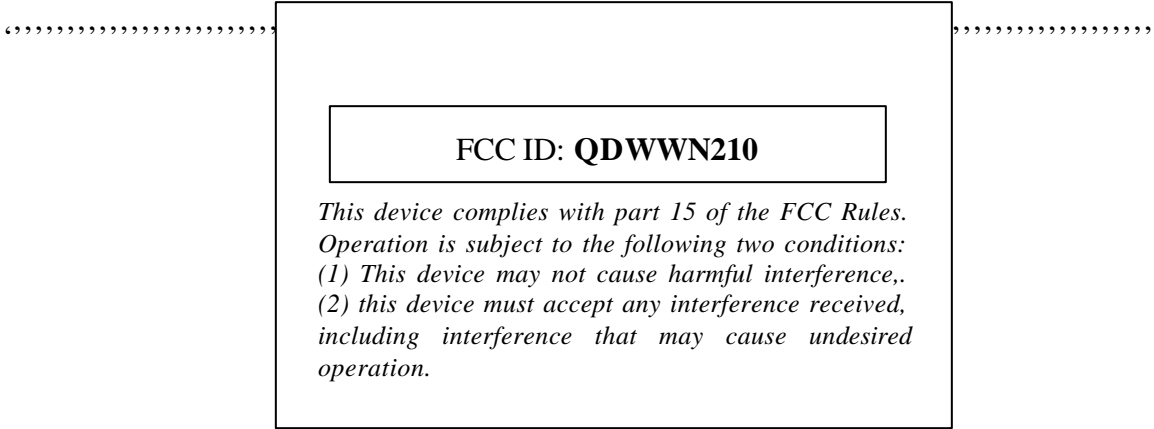 FCC ID: QDWWN210
This device complies with part 15 of the FCC Rules.
Operation is subject to the following two conditions:
(1) This device may not cause harmful interference,.
(2) this device must accept any interference received,
including interference that may cause undesired
operation.